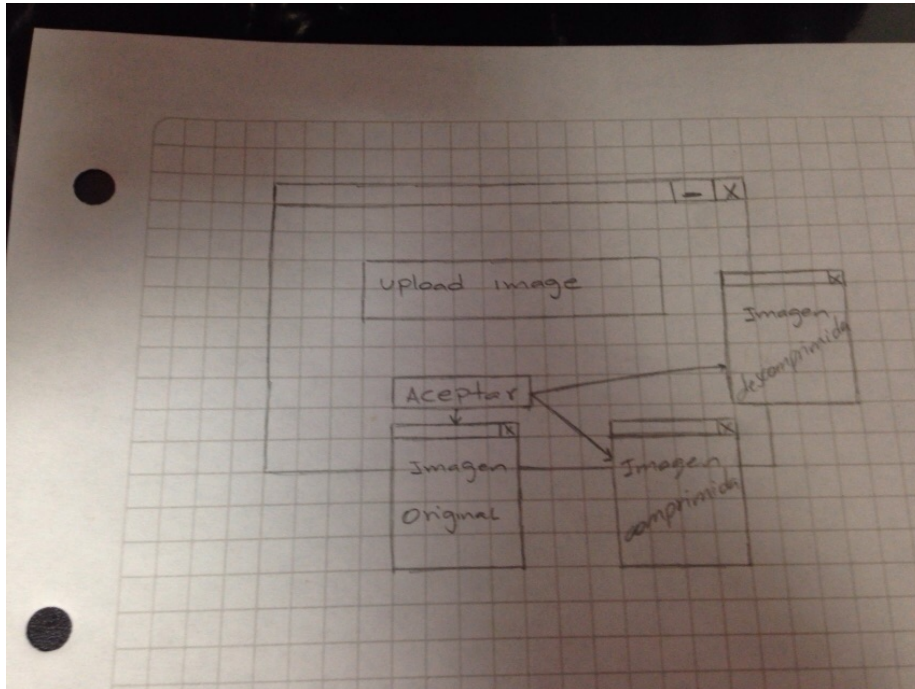 - X
upload image
X
Imagen
descomprimida
Aceptar
X
Imagen
Original
X
Imagen
comprimida